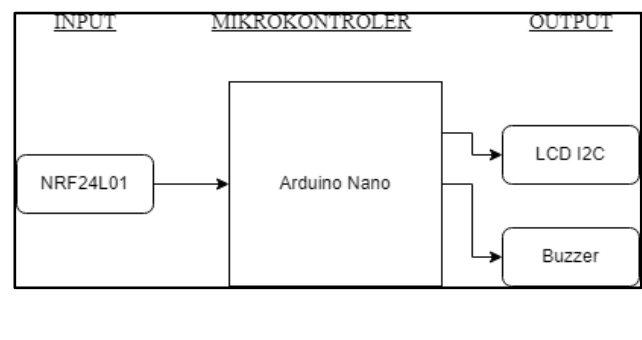 INPUT MIKROKONTROLER OUTPUT
LCD I2C
NRF24L01 Arduino Nano
Buzzer